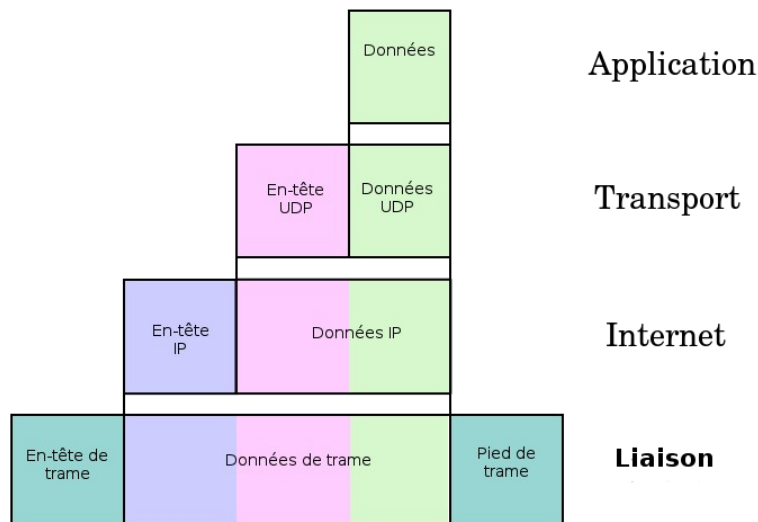 Données
Application
En-tête
UDP
Données
UDP
Transport
En-tête
IP
Données IP
Internet
En-tête de
trame
Données de trame
Pied de
trame
Liaison